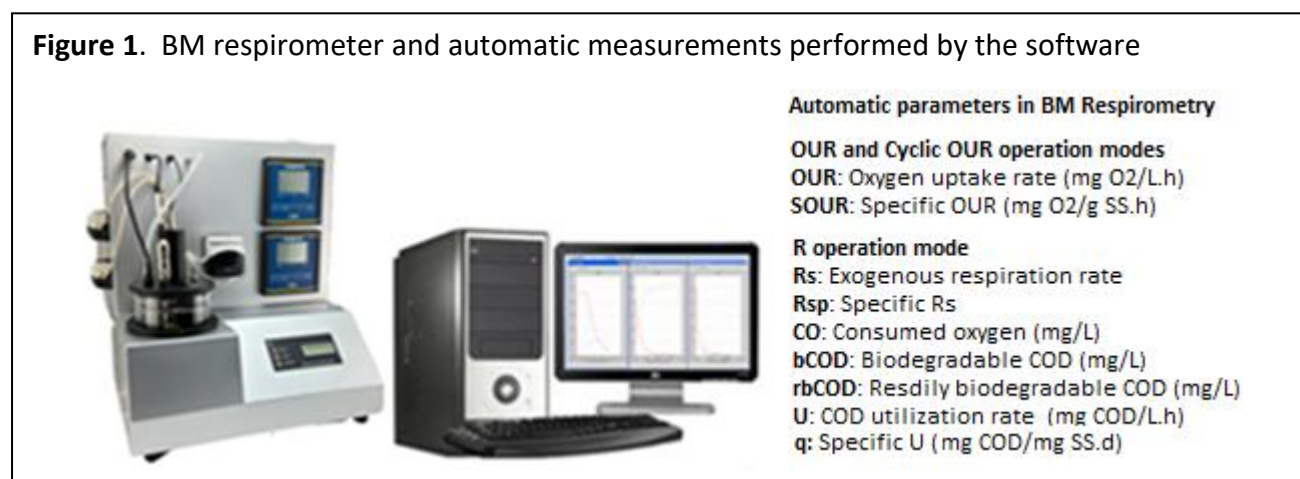 Figure 1. BM respirometer and automatic measurements performed by the software
Automatic parameters in BM Respirometry
OUR and Cyclic OUR operation modes
OUR: Oxygen uptake rate (mg O2/L.h)
SOUR: Specific OUR (mg O2/g SS.h)
R operation mode
Rs: Exogenous respiration rate
Rsp: Specific Rs
CO: Consumed oxygen (mg/L)
bCOD: Biodegradable COD (mg/L)
rbCOD: Resdily biodegradable COD (mg/L)
U: COD utilization rate (mg COD/L.h)
q: Specific U (mg COD/mg SS.d)